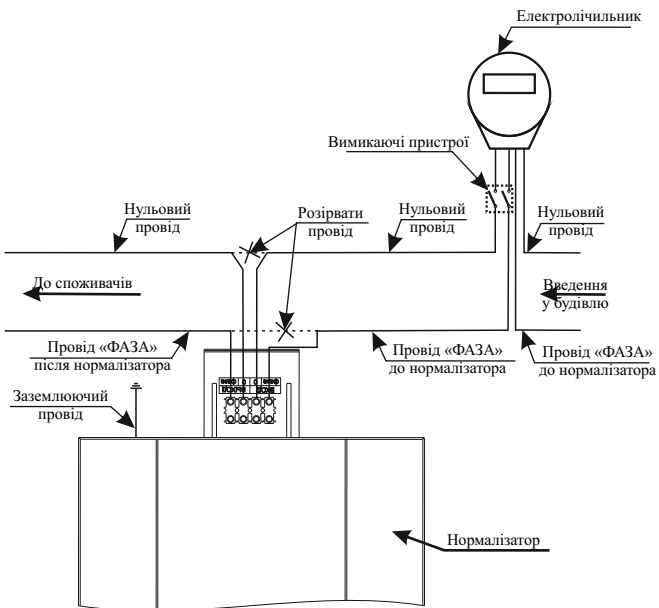 Електролічильник
Вимикаючі пристрої
Нульовий
провід
Розірвати
провід
Нульовий
провід
Нульовий
провід
До споживачів
Введення
у будівлю
Провід «ФАЗА»
після нормалізатора
Провід «ФАЗА»
до нормалізатора
Провід «ФАЗА»
до нормалізатора
Заземлюючий
провід
Нормалізатор